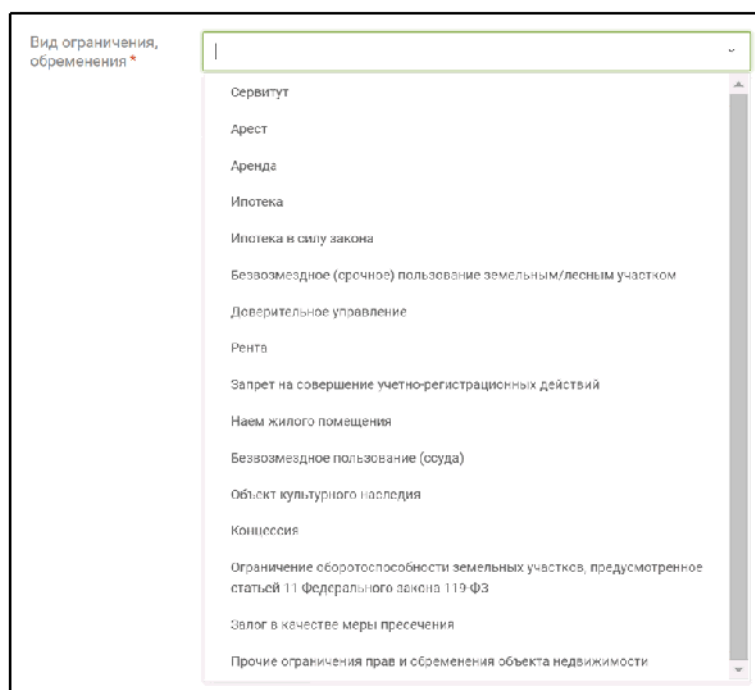 Вид ограничения,
обременения *
Сервитут
Арест
Аренда
Ипотека
Ипотека в силу закона
Безвозмездное (срочное) пользование земельным/лесным участком
Доверительное управление
Рента
Запрет на совершение учетно-регистрационных действий
Наем жилого помещения
Безвозмездное пользование (ссуда)
Объект культурного наследия
Концессия
Ограничение оборотоспособности земельных участков, предусмотренное
статьей 11 Федерального закона 119-ФЗ
Залог в качестве меры пресечения
Прочие ограничения прав и обременения объекта недвижимости